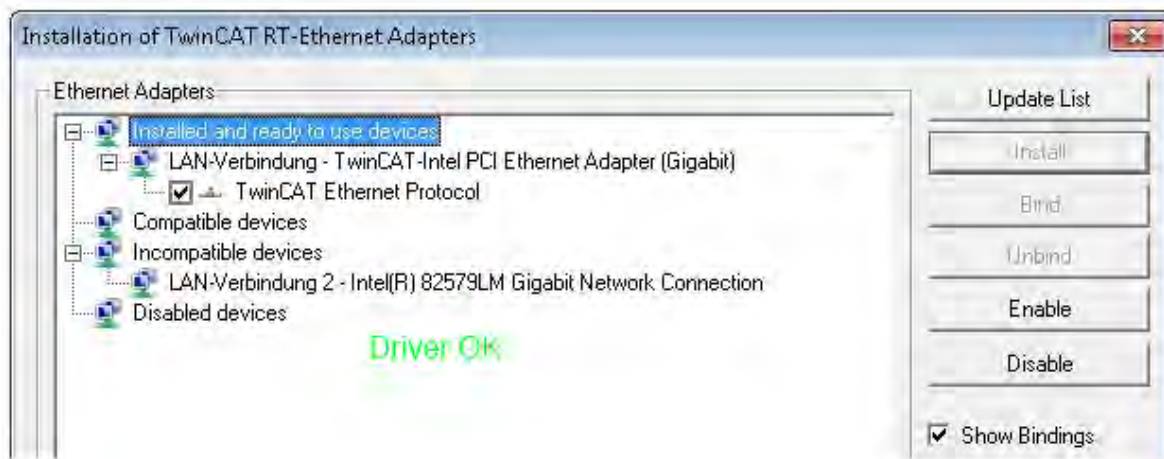 Installation of TwinCAT RT-Ethernet Adapters
Ethernet Adapters
Installed and ready to use devices
LAN-Verbindung - TwinCAT-Intel PCI Ethernet Adapter (Gigabit)
TwinCAT Ethernet Protocol
Compatible devices
Incompatible devices
LAN-Verbindung 2 - Intel(R) 82579LM Gigabit Network Connection
Disabled devices
Driver OK
Update List
Install
Bind
Unbind
Enable
Disable
Show Bindings